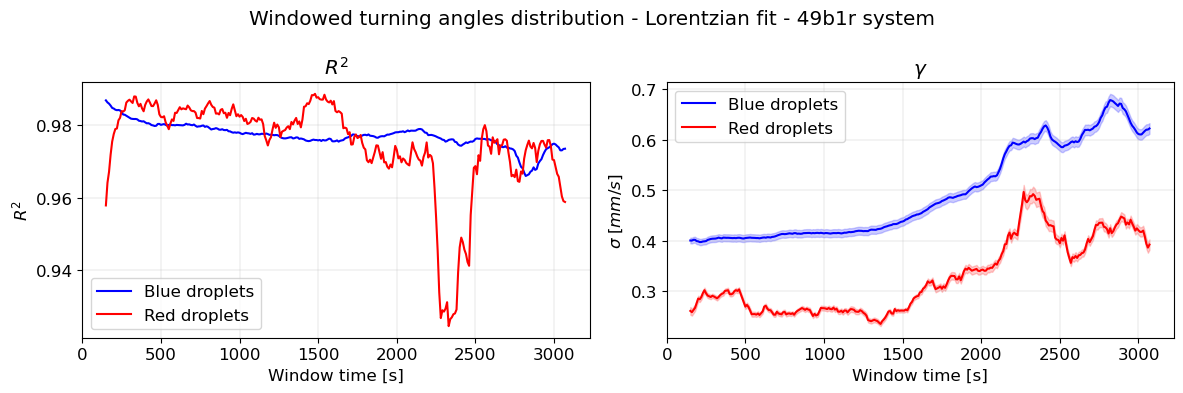 Windowed turning angles distribution - Lorentzian fit - 49b1r system
R²
0.98
0.96
0.94
R²
Blue droplets
Red droplets
0 500 1000 1500 2000 2500 3000
Window time [s]
γ
0.7
0.6
0.5
0.4
0.3
σ [mm/s]
Blue droplets
Red droplets
0 500 1000 1500 2000 2500 3000
Window time [s]